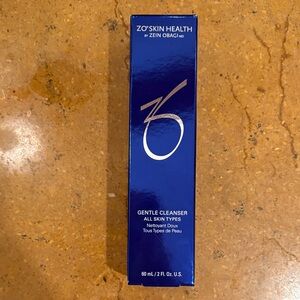 ZO® SKIN HEALTH
BY ZEIN OBAGI MD
GENTLE CLEANSER
ALL SKIN TYPES
Nettoyant Doux
Tous Types de Peau
60 mL / 2 Fl. Oz. U.S.